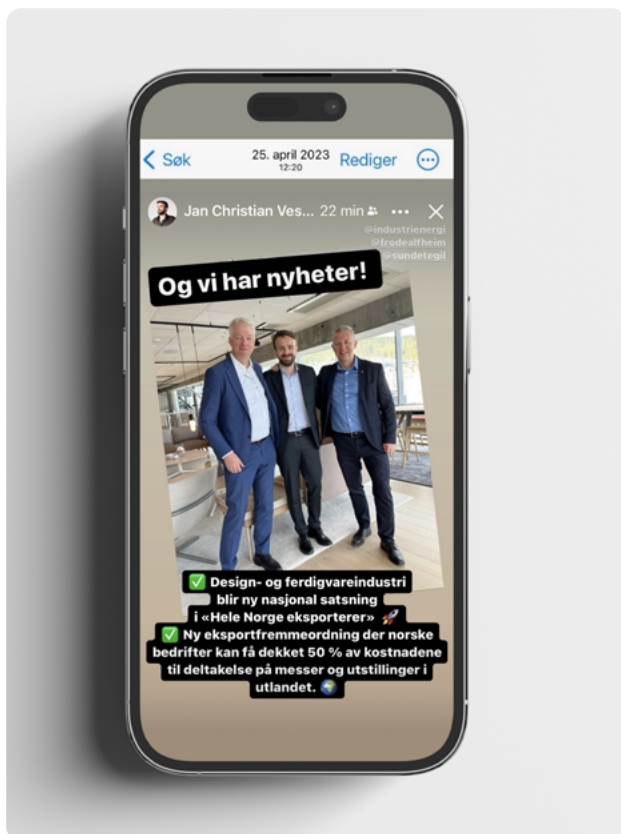 Søk
25. april 2023
12:20
Rediger
Jan Christian Ves... 22 min
@industrienergi
@frodealfheim
@sundetegil
Og vi har nyheter!
✅ Design- og ferdigvareindustri
blir ny nasjonal satsning
i «Hele Norge eksporterer» 🚀
✅ Ny eksportfremmeordning der norske
bedrifter kan få dekket 50 % av kostnadene
til deltakelse på messer og utstillinger i
utlandet. 🌍